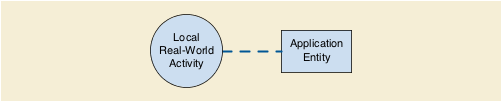 Local
Real-World
Activity
Application
Entity